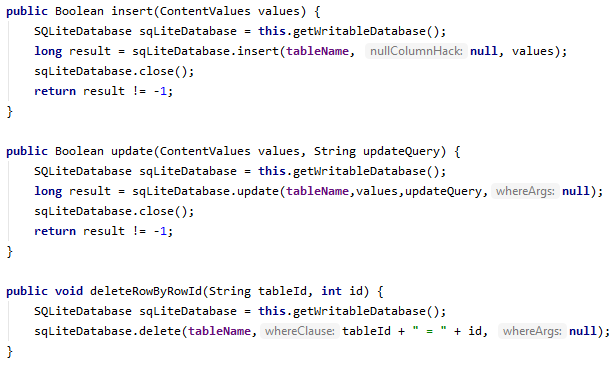 public Boolean insert(ContentValues values) {
SQLiteDatabase sqLiteDatabase = this.getWritableDatabase();
long result = sqLiteDatabase.insert(tableName, nullColumnHack: null, values);
sqLiteDatabase.close();
return result != -1;
}
public Boolean update(ContentValues values, String updateQuery) {
SQLiteDatabase sqLiteDatabase = this.getWritableDatabase();
long result = sqLiteDatabase.update(tableName,values,updateQuery, whereArgs: null);
sqLiteDatabase.close();
return result != -1;
}
public void deleteRowByRowId(String tableId, int id) {
SQLiteDatabase sqLiteDatabase = this.getWritableDatabase();
sqLiteDatabase.delete(tableName, whereClause: tableId + " = " + id, whereArgs: null);
}